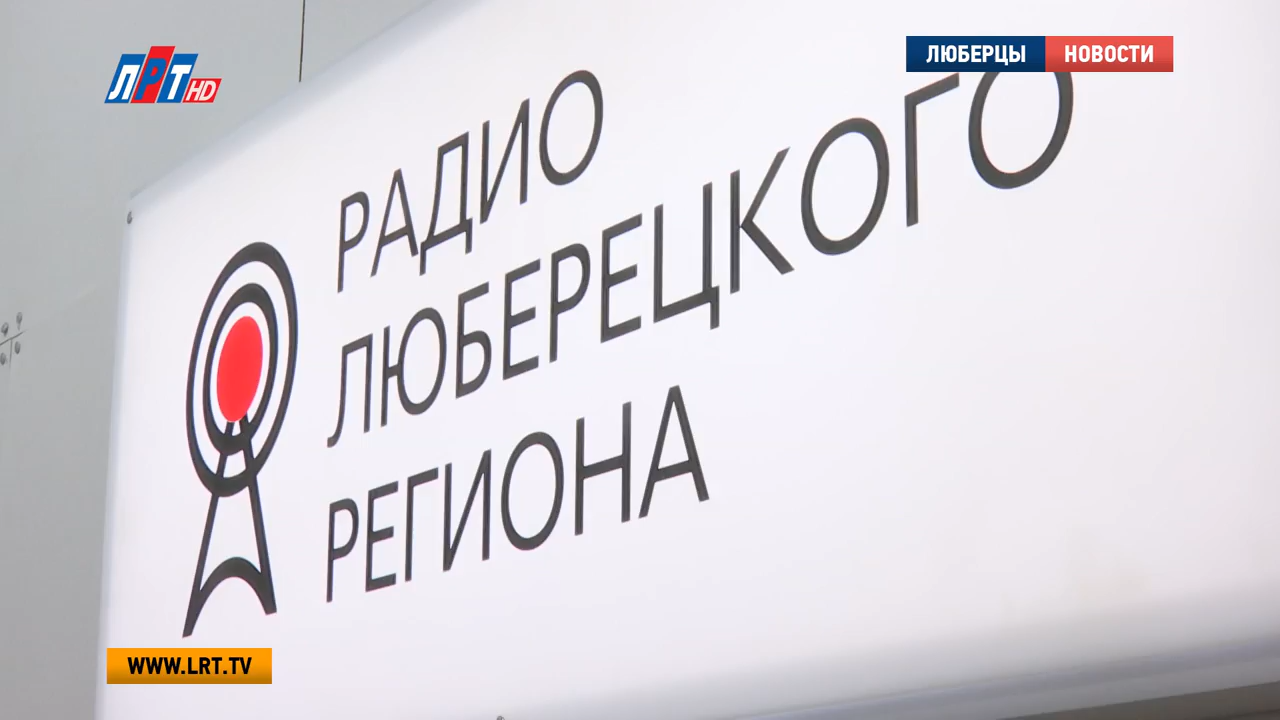 ЛРТ HD
ЛЮБЕРЦЫ НОВОСТИ
РАДИО
ЛЮБЕРЕЦКОГО
РЕГИОНА
WWW.LRT.TV